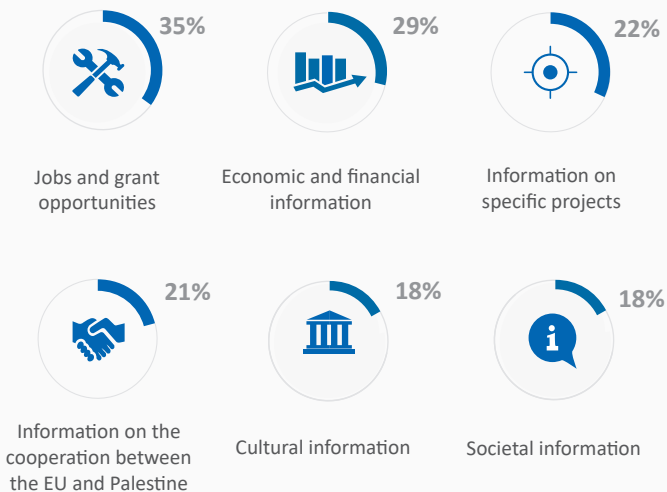 35%
29%
22%
Jobs and grant
opportunities
Economic and financial
information
Information on
specific projects
21%
18%
18%
Information on the
cooperation between
the EU and Palestine
Cultural information
Societal information